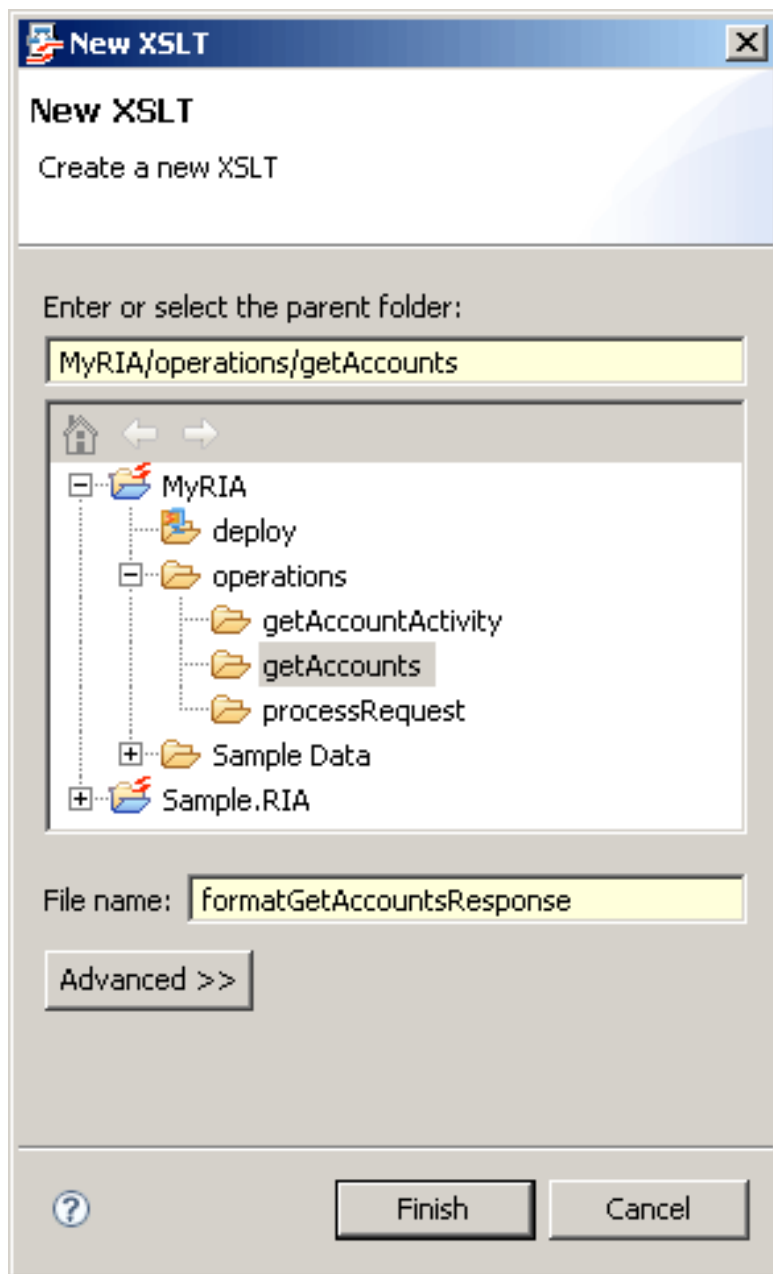 New XSLT
New XSLT
Create a new XSLT
Enter or select the parent folder:
MyRIA/operations/getAccounts
MyRIA
deploy
operations
getAccountActivity
getAccounts
processRequest
Sample Data
Sample.RIA
File name: formatGetAccountsResponse
Advanced >>
? Finish Cancel